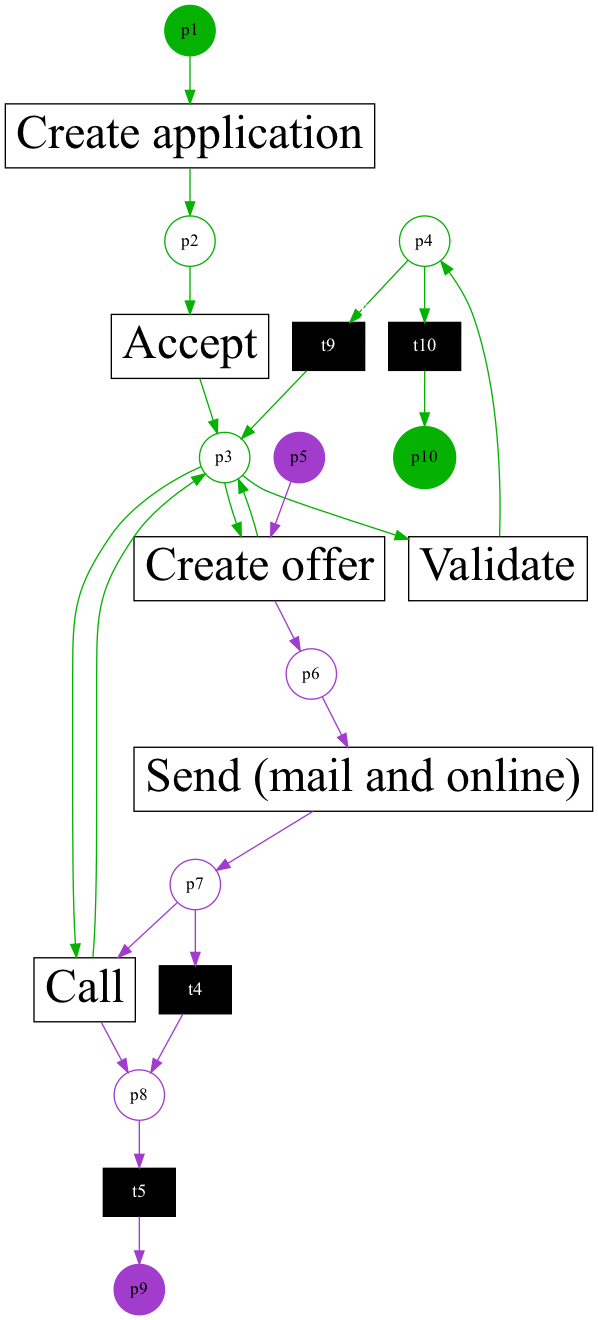 p1
Create application
p2
p4
Accept
t9
t10
p3
p5
p10
Create offer
Validate
p6
Send (mail and online)
p7
Call
t4
p8
t5
p9